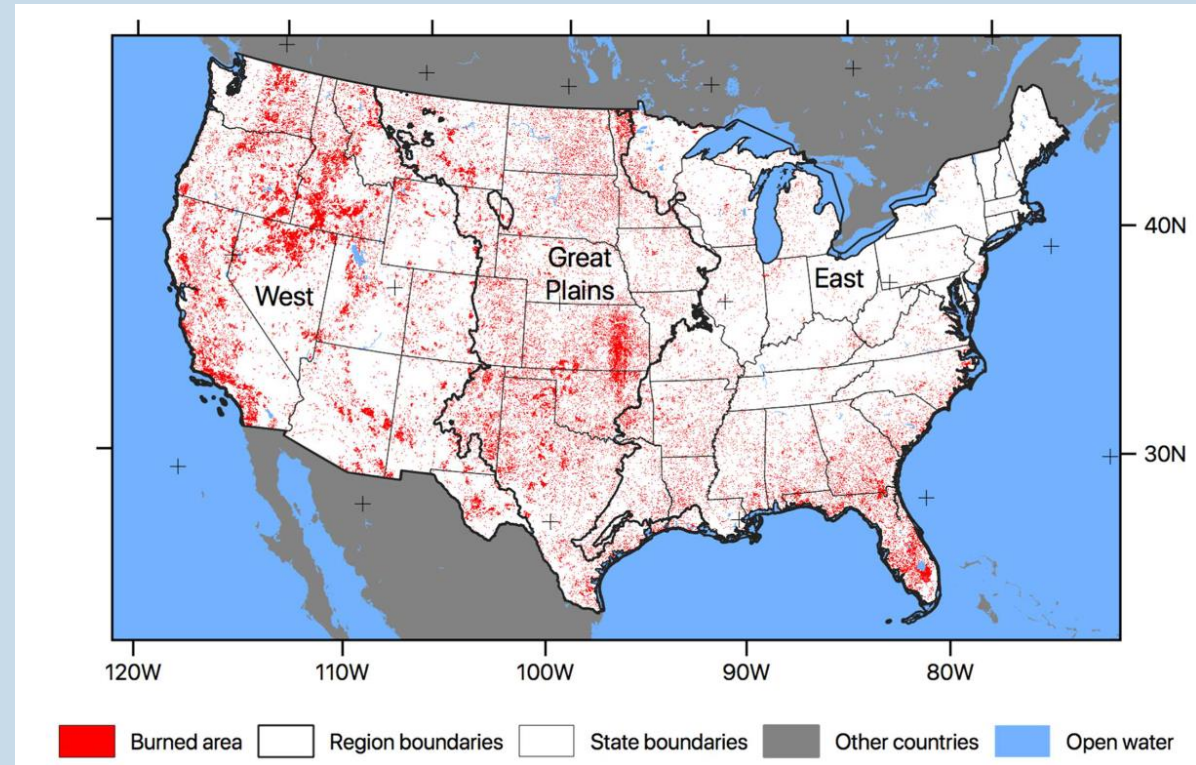 40N
Great
Plains
East
West
30N
120W
110W
100W
90W
80W
Burned area
Region boundaries
State boundaries
Other countries
Open water